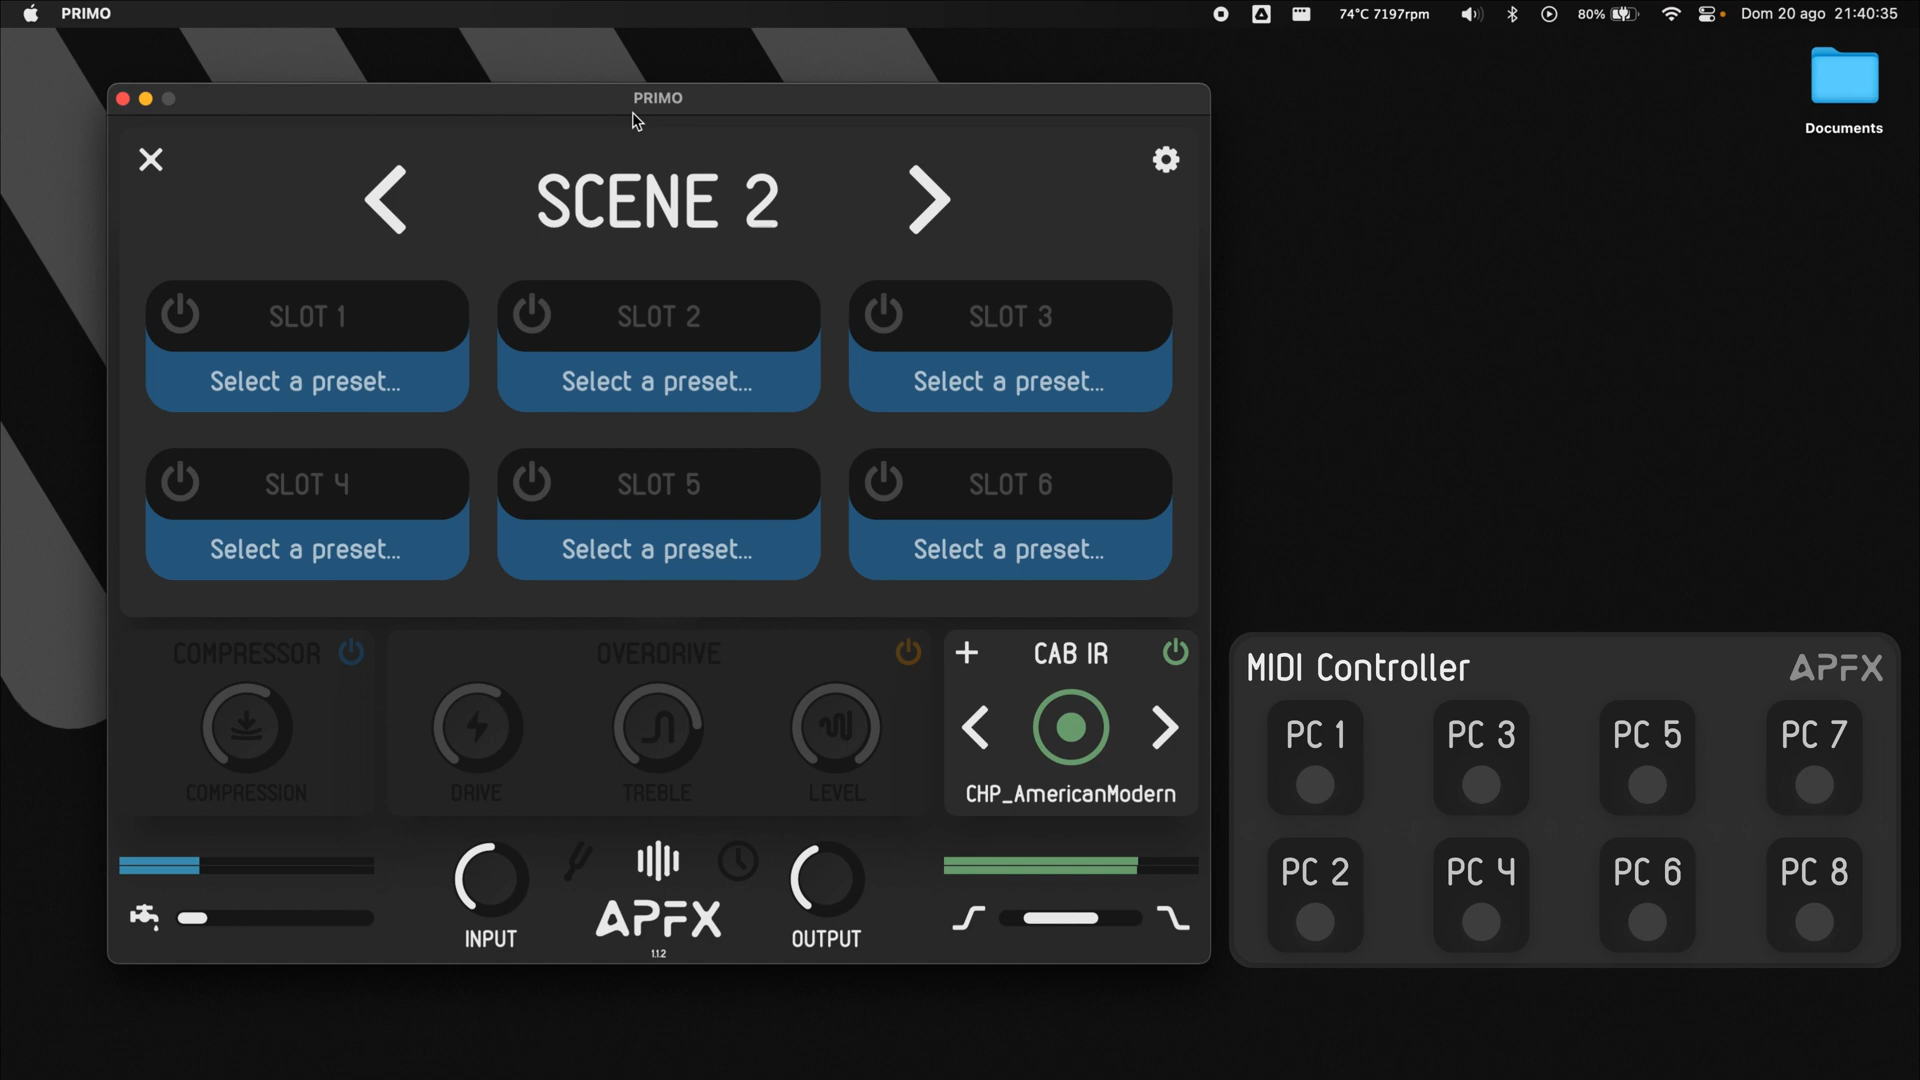 PRIMO
74°C 7197rpm
80%
Dom 20 ago 21:40:35
Documents
PRIMO
SCENE 2
SLOT 1
SLOT 2
SLOT 3
Select a preset...
Select a preset...
Select a preset...
SLOT 4
SLOT 5
SLOT 6
Select a preset...
Select a preset...
Select a preset...
COMPRESSOR
OVERDRIVE
CAB IR
COMPRESSION
DRIVE
TREBLE
LEVEL
CHP_AmericanModern
INPUT
APFX
OUTPUT
1.1.2
MIDI Controller
APFX
PC 1
PC 3
PC 5
PC 7
PC 2
PC 4
PC 6
PC 8